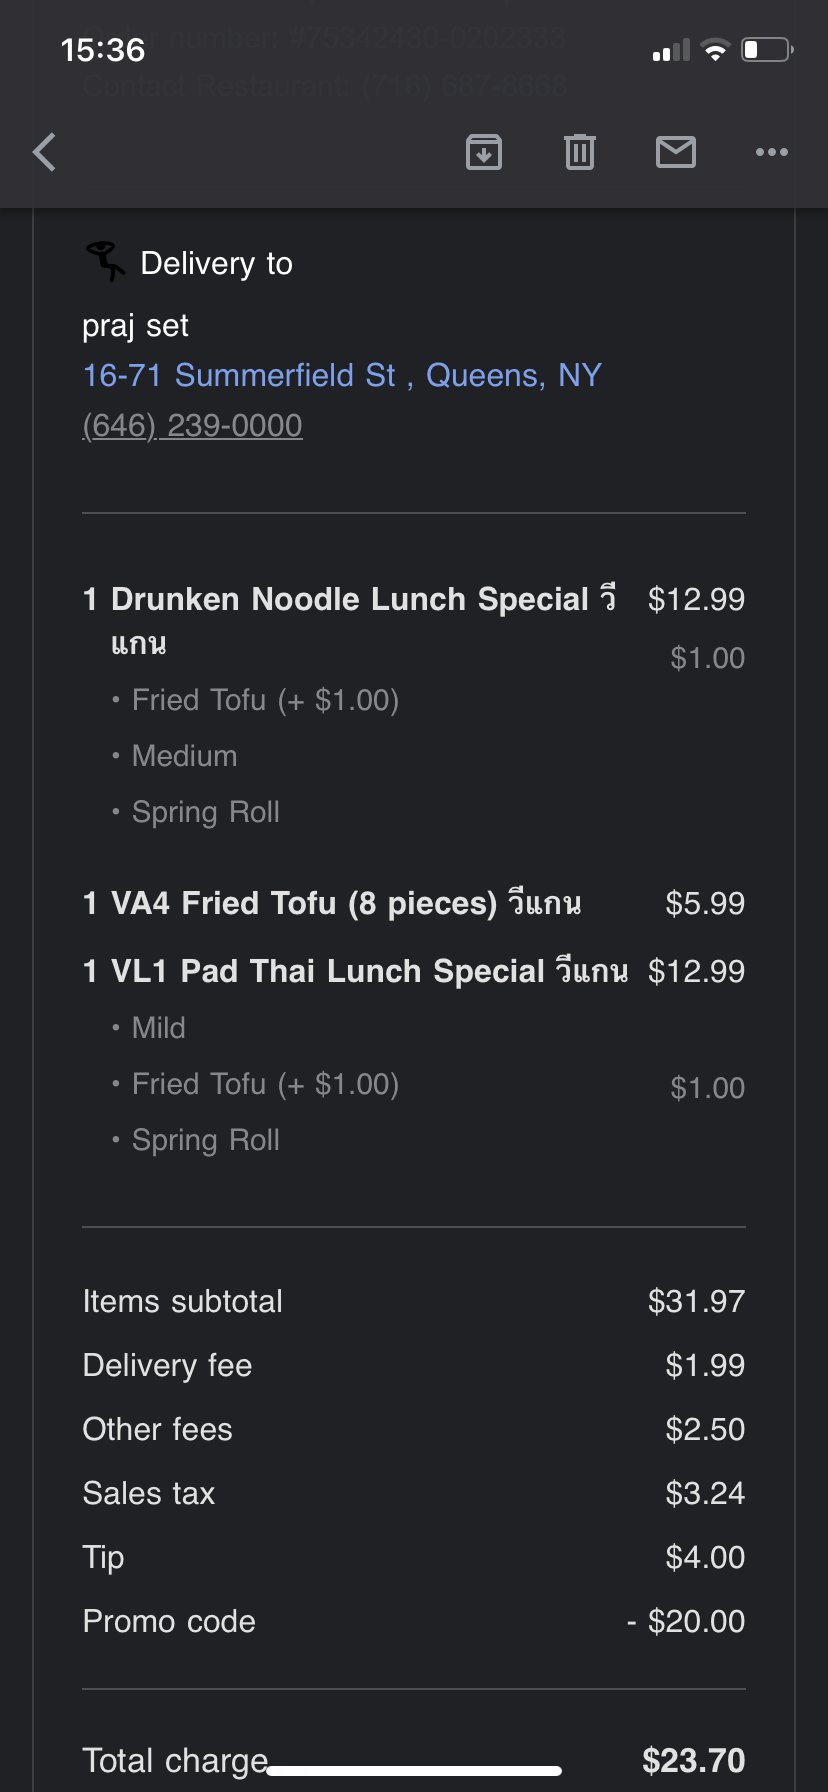 15:36
number: #75342430-0202333
Contact Restaurant: (716) 687-8668
Delivery to
praj set
16-71 Summerfield St , Queens, NY
(646) 239-0000
1 Drunken Noodle Lunch Special วี $12.99
แกน
$1.00
• Fried Tofu (+ $1.00)
• Medium
• Spring Roll
1 VA4 Fried Tofu (8 pieces) วีแกน $5.99
1 VL1 Pad Thai Lunch Special วีแกน $12.99
• Mild
• Fried Tofu (+ $1.00) $1.00
• Spring Roll
Items subtotal $31.97
Delivery fee $1.99
Other fees $2.50
Sales tax $3.24
Tip $4.00
Promo code - $20.00
Total charge $23.70